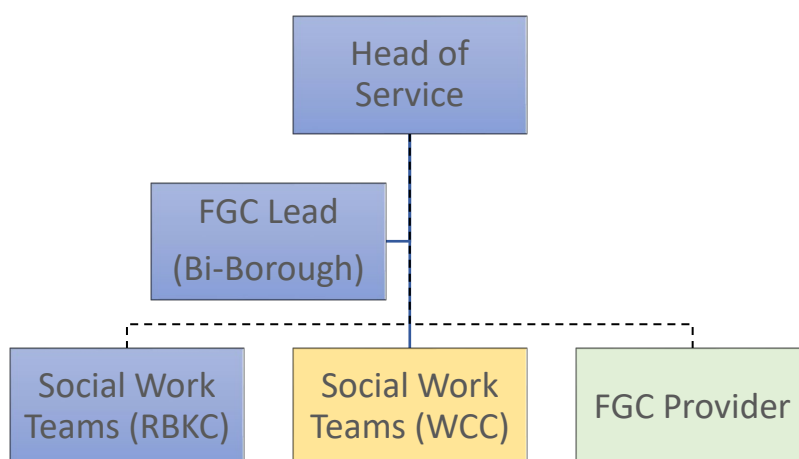 Head of
Service
FGC Lead
(Bi-Borough)
Social Work
Teams (RBKC)
Social Work
Teams (WCC)
FGC Provider